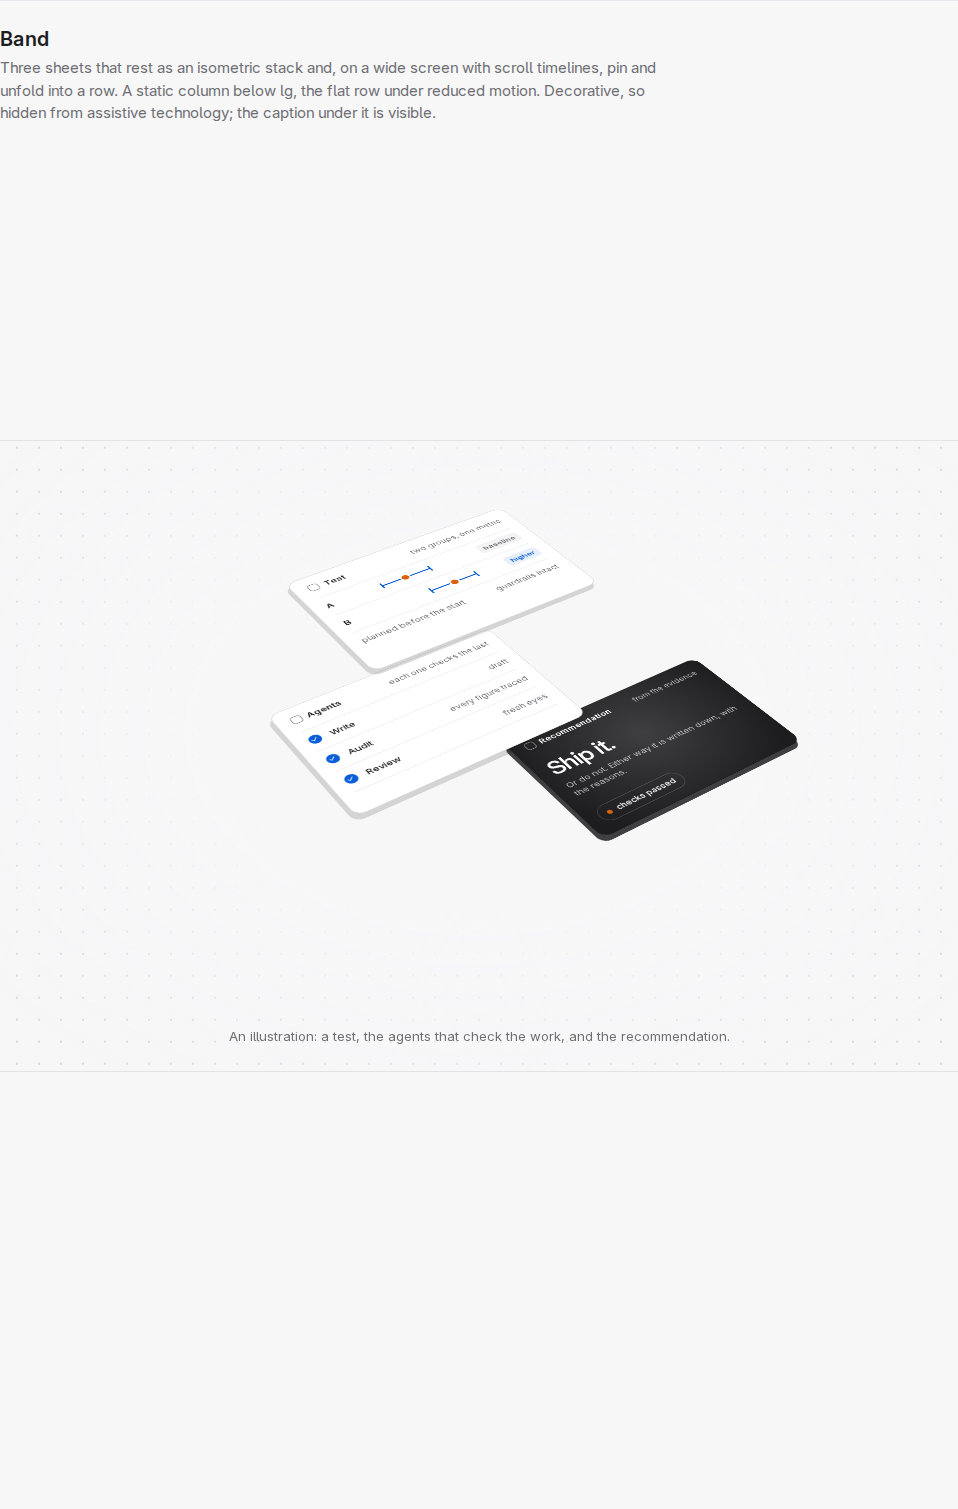 Band
Three sheets that rest as an isometric stack and, on a wide screen with scroll timelines, pin and
unfold into a row. A static column below lg, the flat row under reduced motion. Decorative, so
hidden from assistive technology; the caption under it is visible.
Test
two groups, one metric
A
baseline
B
higher
planned before the start
guardrails intact
Agents
each one checks the last
Write
draft
Audit
every figure traced
Review
fresh eyes
Recommendation
from the evidence
Ship it.
Or do not. Either way it is written down, with
the reasons.
checks passed
An illustration: a test, the agents that check the work, and the recommendation.